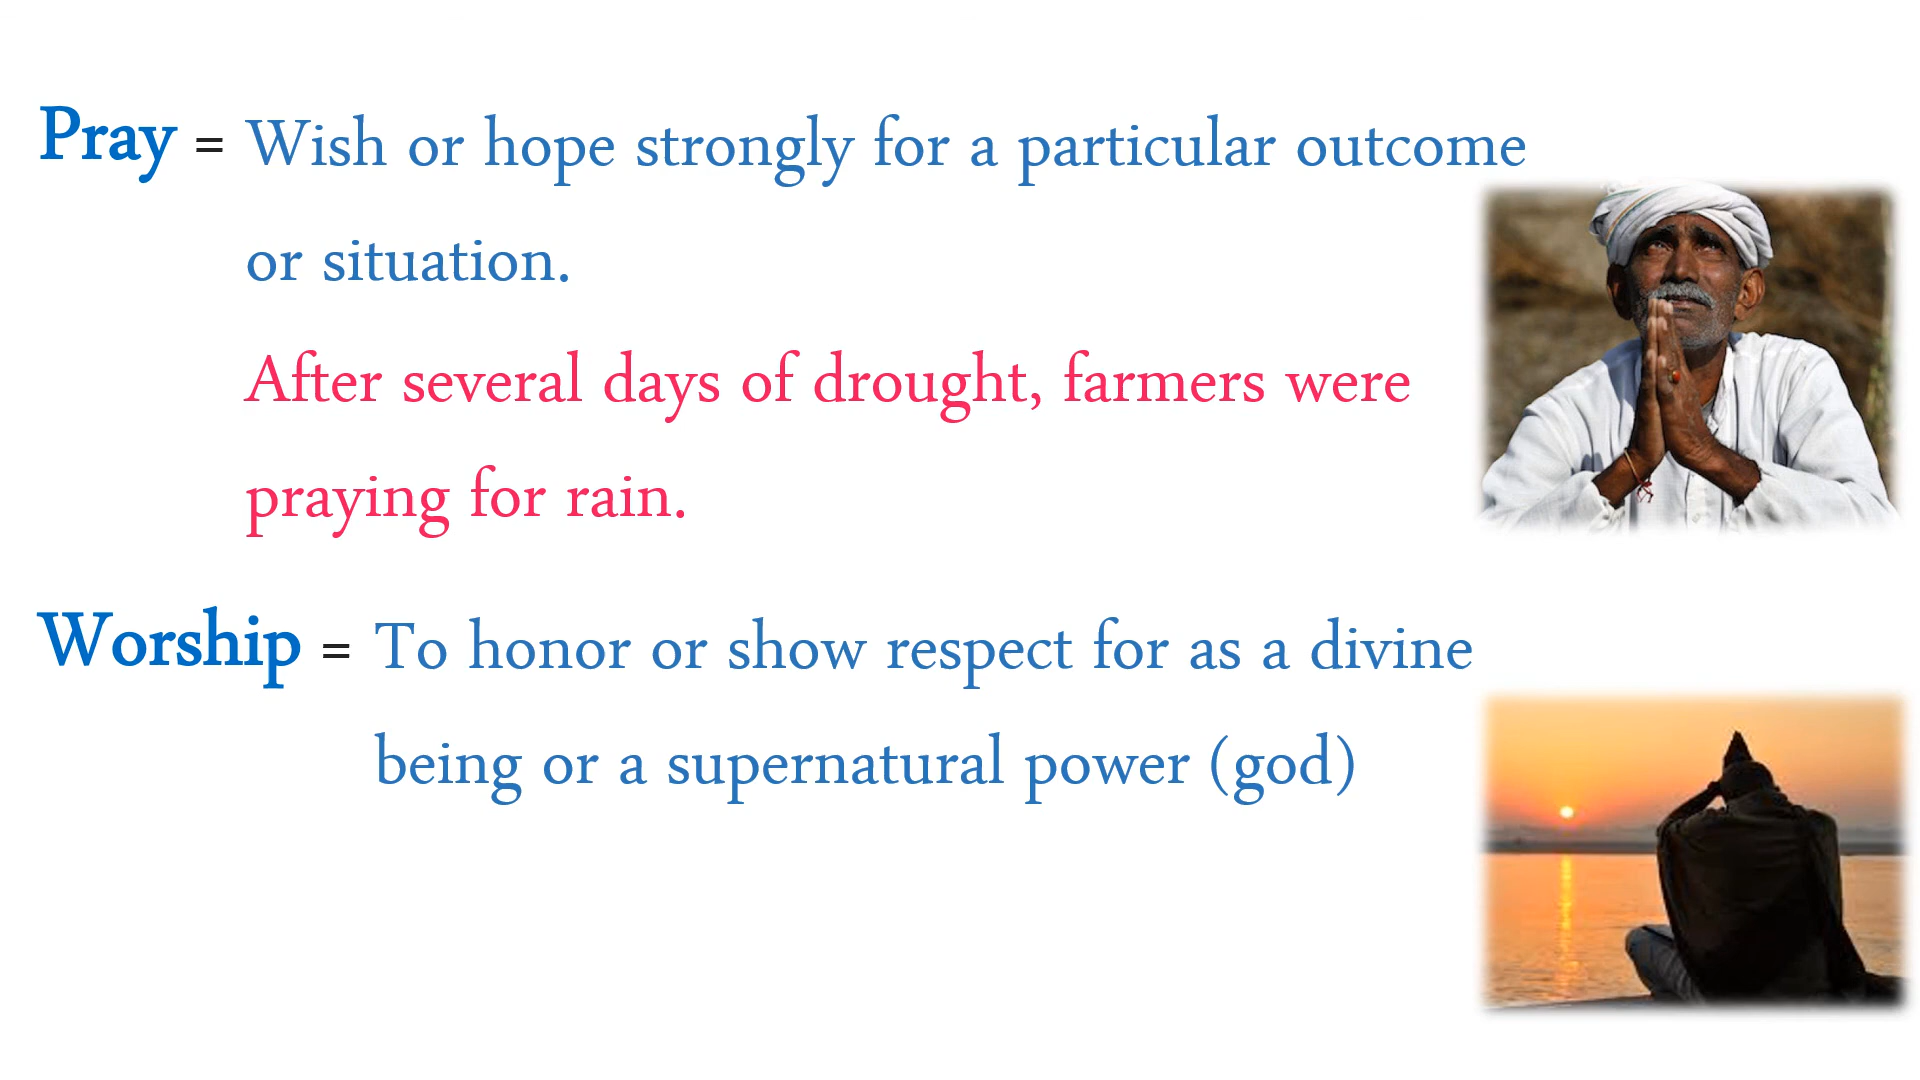 Pray = Wish or hope strongly for a particular outcome
or situation.
After several days of drought, farmers were
praying for rain.
Worship = To honor or show respect for as a divine
being or a supernatural power (god)